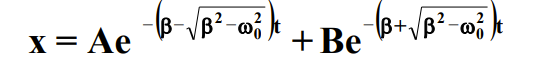 x = Ae^{-(β-√(β²-ω₀²))t} + Be^{-(β+√(β²-ω₀²))t}